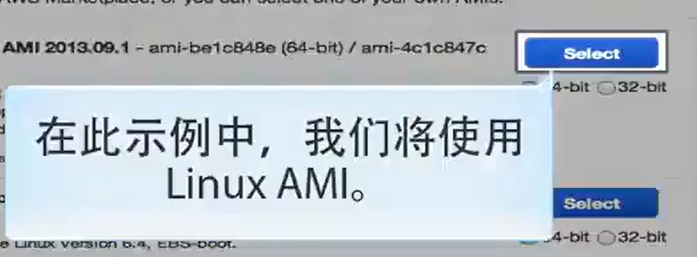 AWS Marketplace, or you can select one of your own AMIs.
AMI 2013.09.1 – ami-be1c848e (64-bit) / ami-4c1c847c
Select
4-bit 32-bit
在此示例中，我们将使用
Linux AMI。
Select
4-bit 32-bit
Linux version 6.4, EBS-boot.